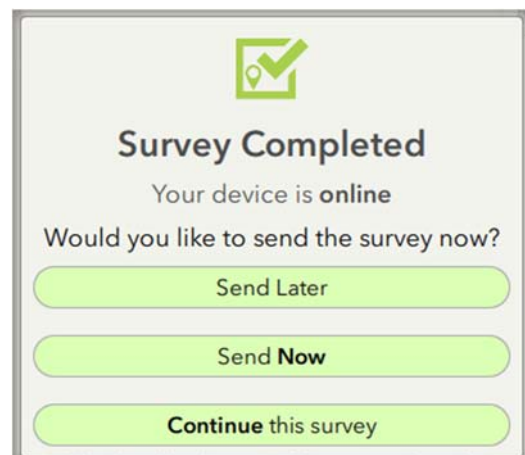 Survey Completed
Your device is online
Would you like to send the survey now?
Send Later
Send Now
Continue this survey